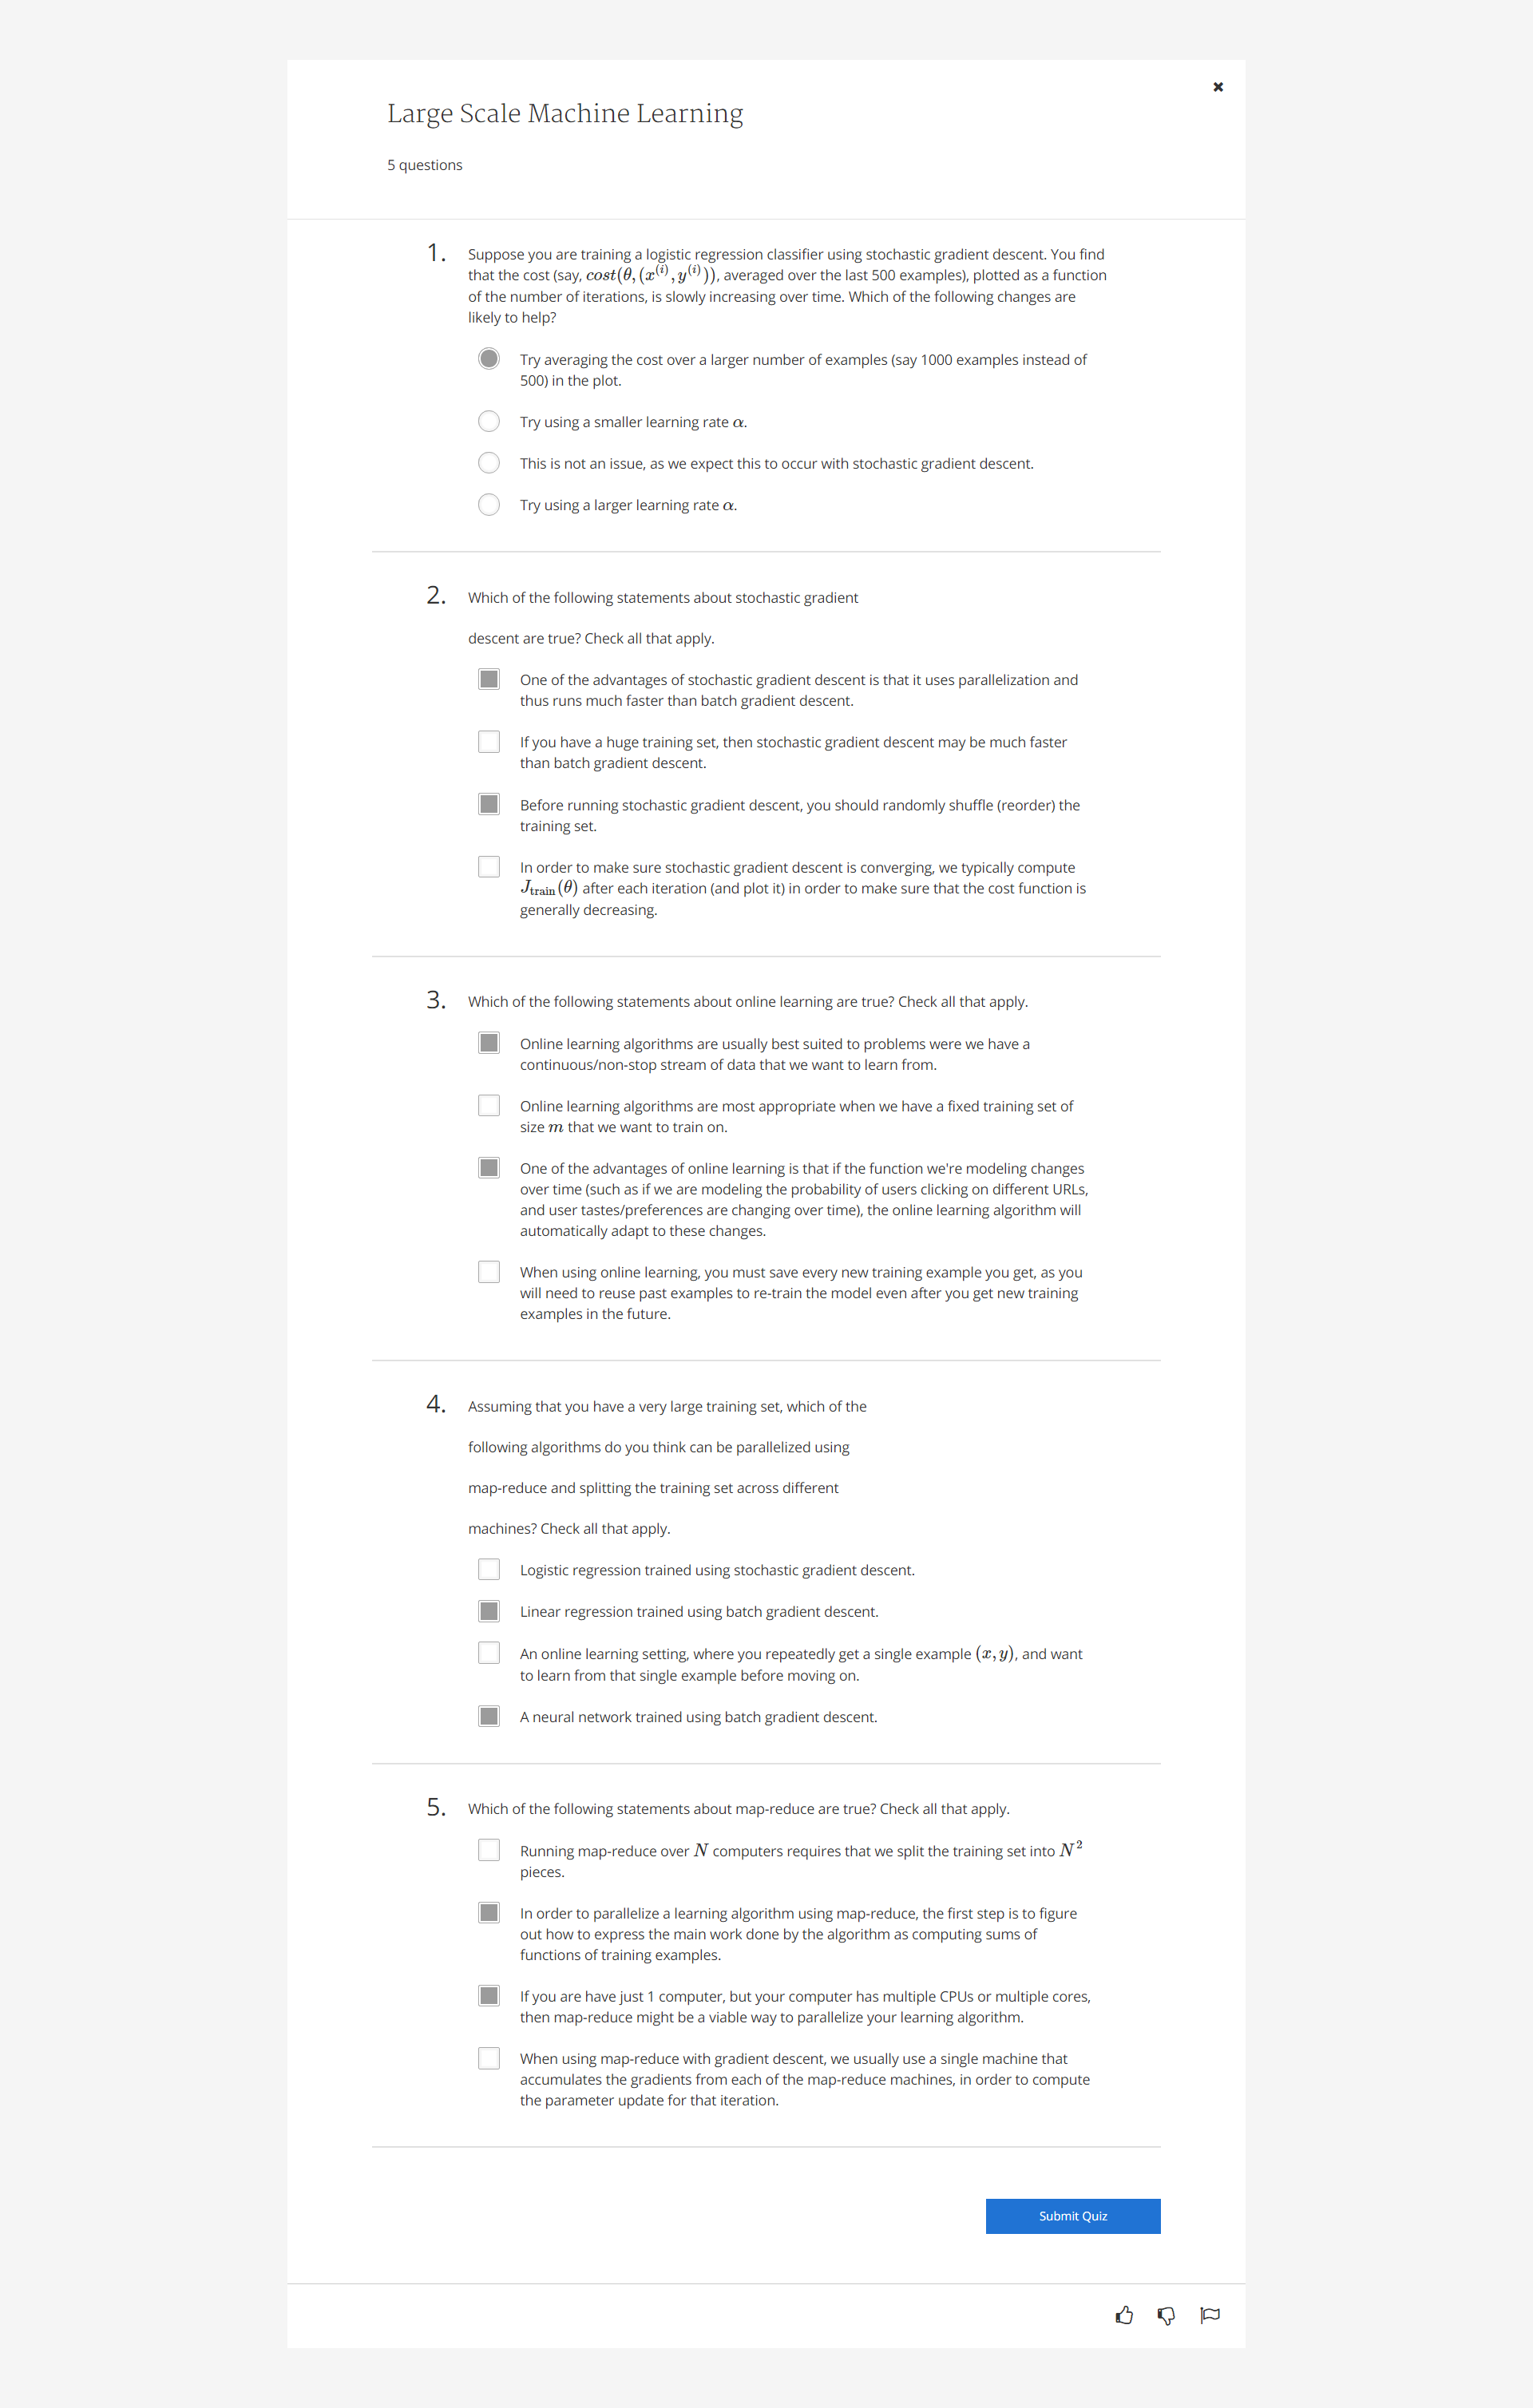 Large Scale Machine Learning
5 questions
1. Suppose you are training a logistic regression classifier using stochastic gradient descent. You find
that the cost (say, cost(θ, (x^(i), y^(i))), averaged over the last 500 examples), plotted as a function
of the number of iterations, is slowly increasing over time. Which of the following changes are
likely to help?
Try averaging the cost over a larger number of examples (say 1000 examples instead of
500) in the plot.
Try using a smaller learning rate α.
This is not an issue, as we expect this to occur with stochastic gradient descent.
Try using a larger learning rate α.
2. Which of the following statements about stochastic gradient
descent are true? Check all that apply.
One of the advantages of stochastic gradient descent is that it uses parallelization and
thus runs much faster than batch gradient descent.
If you have a huge training set, then stochastic gradient descent may be much faster
than batch gradient descent.
Before running stochastic gradient descent, you should randomly shuffle (reorder) the
training set.
In order to make sure stochastic gradient descent is converging, we typically compute
J_train(θ) after each iteration (and plot it) in order to make sure that the cost function is
generally decreasing.
3. Which of the following statements about online learning are true? Check all that apply.
Online learning algorithms are usually best suited to problems were we have a
continuous/non-stop stream of data that we want to learn from.
Online learning algorithms are most appropriate when we have a fixed training set of
size m that we want to train on.
One of the advantages of online learning is that if the function we're modeling changes
over time (such as if we are modeling the probability of users clicking on different URLs,
and user tastes/preferences are changing over time), the online learning algorithm will
automatically adapt to these changes.
When using online learning, you must save every new training example you get, as you
will need to reuse past examples to re-train the model even after you get new training
examples in the future.
4. Assuming that you have a very large training set, which of the
following algorithms do you think can be parallelized using
map-reduce and splitting the training set across different
machines? Check all that apply.
Logistic regression trained using stochastic gradient descent.
Linear regression trained using batch gradient descent.
An online learning setting, where you repeatedly get a single example (x, y), and want
to learn from that single example before moving on.
A neural network trained using batch gradient descent.
5. Which of the following statements about map-reduce are true? Check all that apply.
Running map-reduce over N computers requires that we split the training set into N²
pieces.
In order to parallelize a learning algorithm using map-reduce, the first step is to figure
out how to express the main work done by the algorithm as computing sums of
functions of training examples.
If you are have just 1 computer, but your computer has multiple CPUs or multiple cores,
then map-reduce might be a viable way to parallelize your learning algorithm.
When using map-reduce with gradient descent, we usually use a single machine that
accumulates the gradients from each of the map-reduce machines, in order to compute
the parameter update for that iteration.
Submit Quiz